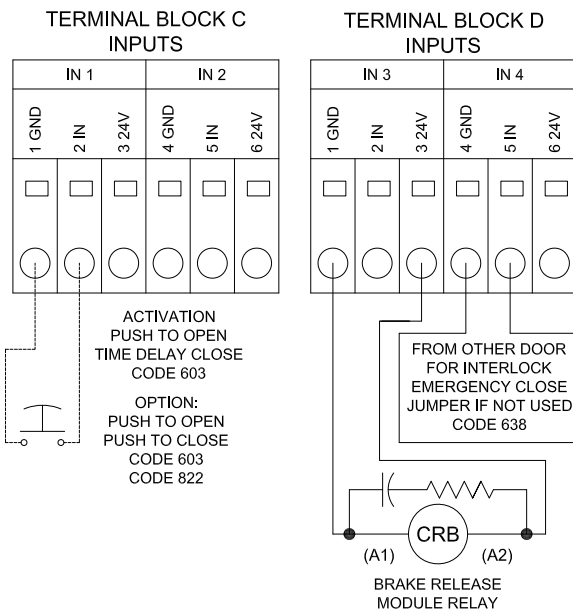 TERMINAL BLOCK C
INPUTS
IN 1
IN 2
1 GND
2 IN
3 24V
4 GND
5 IN
6 24V
ACTIVATION
PUSH TO OPEN
TIME DELAY CLOSE
CODE 603
OPTION:
PUSH TO OPEN
PUSH TO CLOSE
CODE 603
CODE 822
TERMINAL BLOCK D
INPUTS
IN 3
IN 4
1 GND
2 IN
3 24V
4 GND
5 IN
6 24V
FROM OTHER DOOR
FOR INTERLOCK
EMERGENCY CLOSE
JUMPER IF NOT USED
CODE 638
CRB
(A1)
(A2)
BRAKE RELEASE
MODULE RELAY